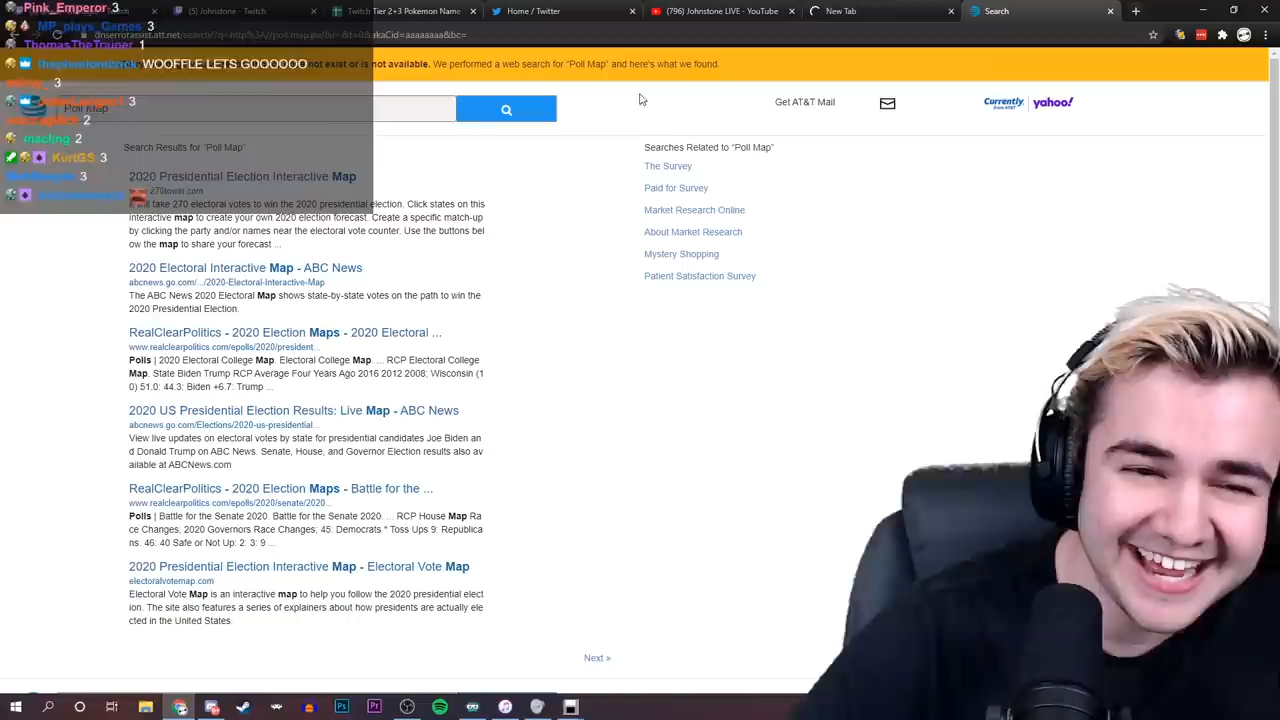 Pink_Emperor 3
MP_plays_Games 3
ThomasTheTrainer 1
WOOFFLE LETS GOOOOOO
3
3
2
mzcling 2
KurtGS 3
3
- Twitch
Twitch Tier 2+3 Pokemon Name
Home / Twitter
(796) Johnstone LIVE - YouTube
New Tab
Search
not exist or is not available. We performed a web search for "Poll Map" and here's what we found.
Poll Map
Get AT&T Mail
Currently from AT&T
yahoo!
Search Results for "Poll Map"
2020 Presidential Election Interactive Map
270towin.com
will take 270 electoral votes to win the 2020 presidential election. Click states on this
interactive map to create your own 2020 election forecast. Create a specific match-up
by clicking the party and/or names near the electoral vote counter. Use the buttons bel
ow the map to share your forecast ...
2020 Electoral Interactive Map - ABC News
abcnews.go.com/.../2020-Electoral-Interactive-Map
The ABC News 2020 Electoral Map shows state-by-state votes on the path to win the
2020 Presidential Election.
RealClearPolitics - 2020 Election Maps - 2020 Electoral ...
www.realclearpolitics.com/epolls/2020/president...
Polls | 2020 Electoral College Map. Electoral College Map. ... RCP Electoral College
Map. State Biden Trump RCP Average Four Years Ago 2016 2012 2008; Wisconsin (1
0) 51.0: 44.3: Biden +6.7: Trump ...
2020 US Presidential Election Results: Live Map - ABC News
abcnews.go.com/Elections/2020-us-presidential...
View live updates on electoral votes by state for presidential candidates Joe Biden an
d Donald Trump on ABC News. Senate, House, and Governor Election results also av
ailable at ABCNews.com
RealClearPolitics - 2020 Election Maps - Battle for the ...
www.realclearpolitics.com/epolls/2020/senate/2020...
Polls | Battle for the Senate 2020. Battle for the Senate 2020. ... RCP House Map Ra
ce Changes; 2020 Governors Race Changes; 45: Democrats * Toss Ups 9. Republica
ns: 46: 40 Safe or Not Up: 2: 3: 9 ...
2020 Presidential Election Interactive Map - Electoral Vote Map
electoralvotemap.com
Electoral Vote Map is an interactive map to help you follow the 2020 presidential elect
ion. The site also features a series of explainers about how presidents are actually ele
cted in the United States.
Next »
Searches Related to "Poll Map"
The Survey
Paid for Survey
Market Research Online
About Market Research
Mystery Shopping
Patient Satisfaction Survey